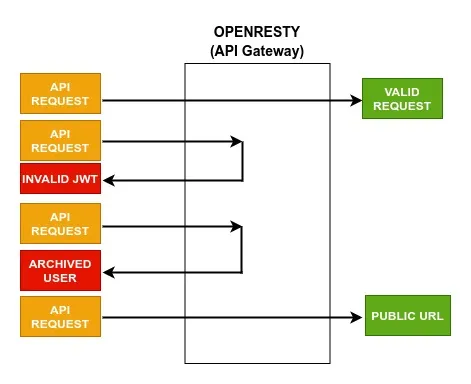 OPENRESTY
(API Gateway)
API
REQUEST
VALID
REQUEST
API
REQUEST
INVALID JWT
API
REQUEST
ARCHIVED
USER
API
REQUEST
PUBLIC URL